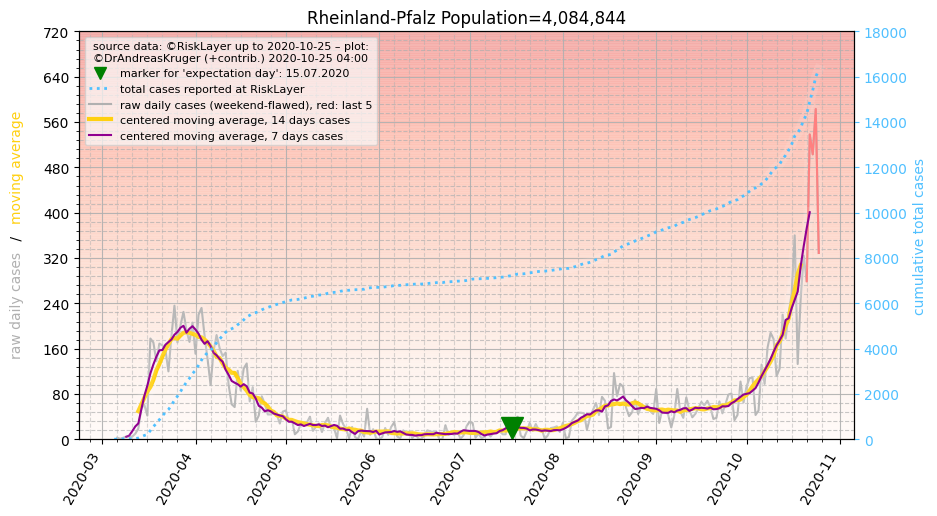 Rheinland-Pfalz Population=4,084,844
source data: ©RiskLayer up to 2020-10-25 – plot:
©DrAndreasKruger (+contrib.) 2020-10-25 04:00
marker for 'expectation day': 15.07.2020
total cases reported at RiskLayer
raw daily cases (weekend-flawed), red: last 5
centered moving average, 14 days cases
centered moving average, 7 days cases
raw daily cases / moving average
720
640
560
480
400
320
240
160
80
0
18000
16000
14000
12000
10000
8000
6000
4000
2000
0
cumulative total cases
2020-03
2020-04
2020-05
2020-06
2020-07
2020-08
2020-09
2020-10
2020-11